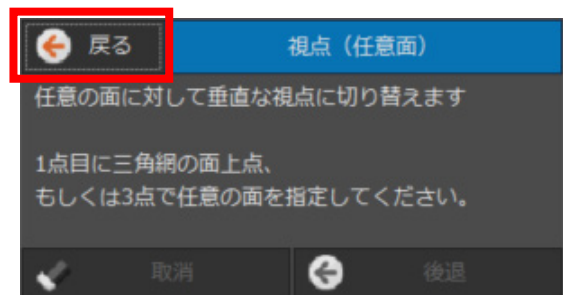 戻る 視点（任意面）
任意の面に対して垂直な視点に切り替えます
1点目に三角網の面上点、
もしくは3点で任意の面を指定してください。
取消 後退